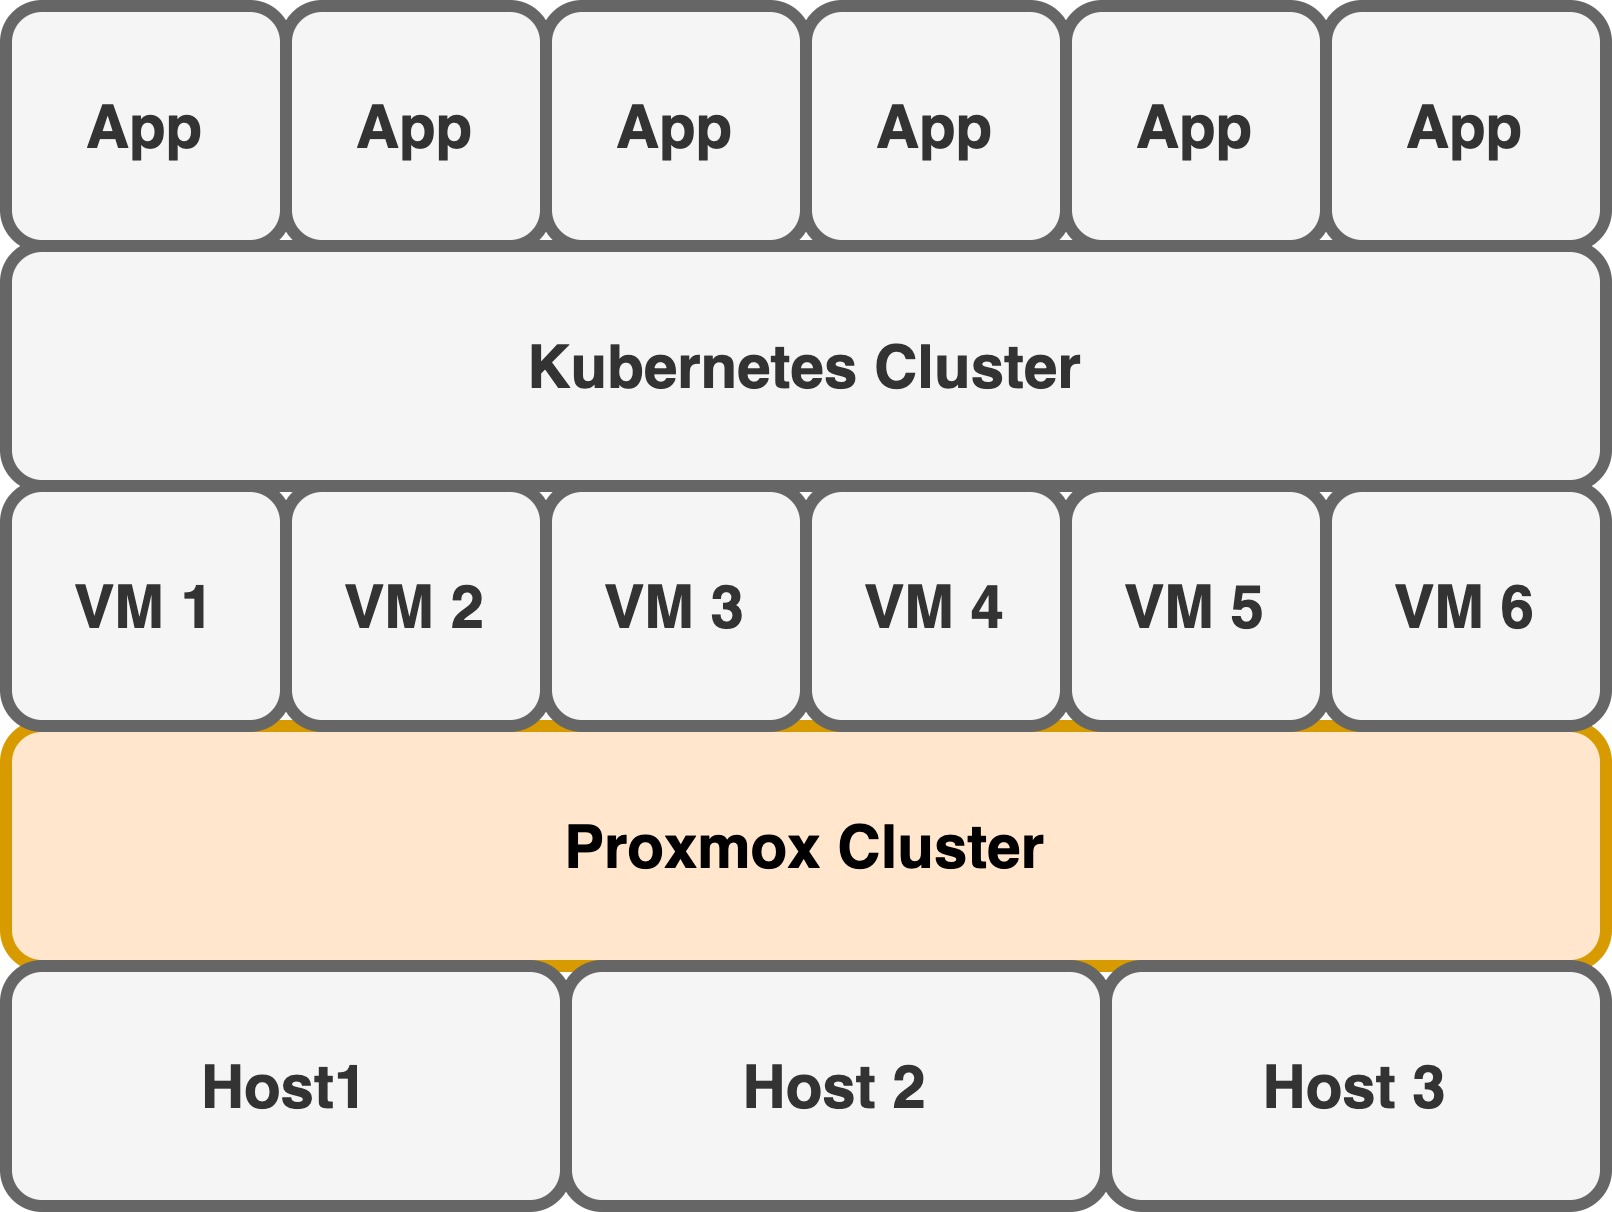 App App App App App App
Kubernetes Cluster
VM 1 VM 2 VM 3 VM 4 VM 5 VM 6
Proxmox Cluster
Host1 Host 2 Host 3